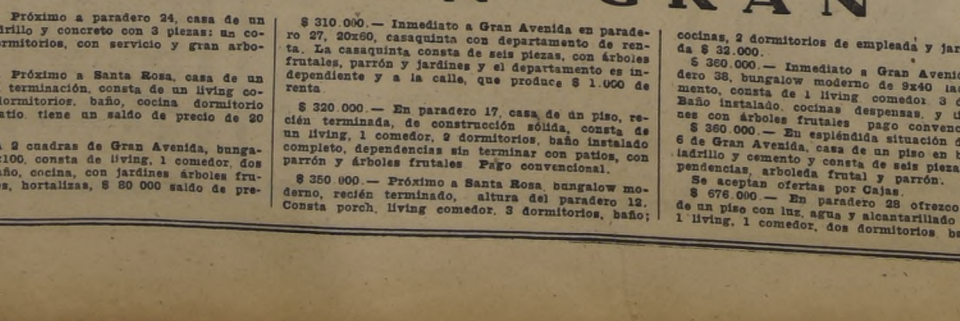 GRAN
Próximo a paradero 24, casa de un
drillo y concreto con 3 piezas: un co-
ormitorios, con servicio y gran arbo-
Próximo a Santa Rosa, casa de un
terminación, consta de un living co-
dormitorios, baño, cocina dormitorio
atio. tiene un saldo de precio de 20
a 2 cuadras de Gran Avenida, bunga-
x100, consta de living, 1 comedor, dos
año, cocina, con jardines árboles fru-
es, hortalizas, $ 80 000 saldo de pre-
$ 310.000.— Inmediato a Gran Avenida en parade-
ro 27, 20x60, casaquinta con departamento de ren-
ta. La casaquinta consta de seis piezas, con árboles
frutales, parrón y jardines y el departamento es in-
dependiente y a la calle, que produce $ 1.000 de
renta
$ 320.000.— En paradero 17, casa de un piso, re-
cién terminada, de construcción sólida, consta de
un living, 1 comedor, 2 dormitorios, baño instalado
completo, dependencias sin terminar con patios, con
parrón y árboles frutales Pago convencional.
$ 350.000.— Próximo a Santa Rosa, bungalow mo-
derno, recién terminado, altura del paradero 12.
Consta porch, living comedor, 3 dormitorios, baño;
cocinas, 2 dormitorios de empleada y jar
da $ 32.000.
$ 360.000.— Inmediato a Gran Avenid
dero 38, bungalow moderno de 9x40 lad
mento, consta de 1 living, comedor, 3 d
Baño instalado, cocinas despensas, y
nes con árboles frutales pago convenc
$ 360.000.— En espléndida situación d
6 de Gran Avenida, casa de un piso en
ladrillo y cemento y consta de seis pieza
pendencias, arboleda frutal y parrón.
Se aceptan ofertas por Cajas.
$ 676.000.— En paradero 28 ofrezco
de un piso con luz, agua y alcantarillado
1 living, 1 comedor, dos dormitorios, ba